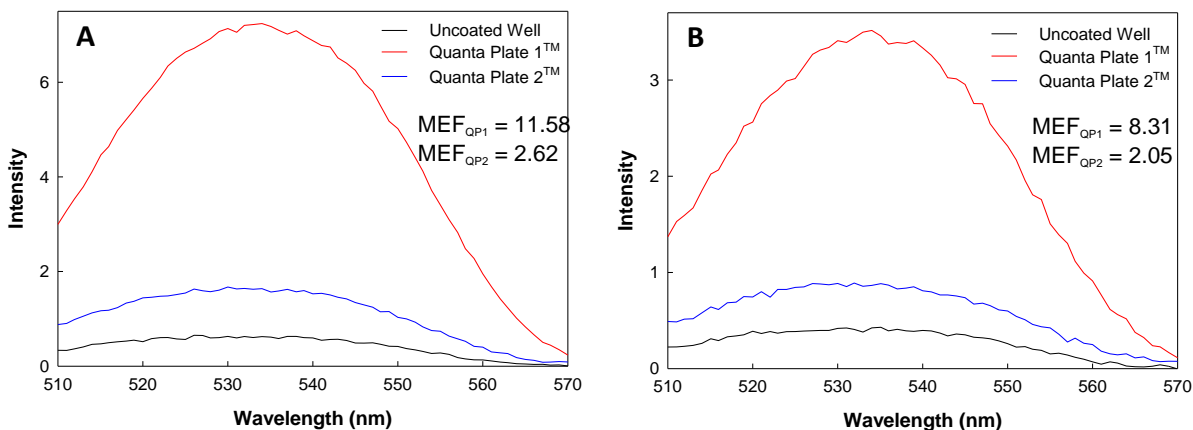 A
Uncoated Well
Quanta Plate 1TM
Quanta Plate 2TM
MEFQP1 = 11.58
MEFQP2 = 2.62
Intensity
6
4
2
0
510
520
530
540
550
560
570
Wavelength (nm)
B
Uncoated Well
Quanta Plate 1TM
Quanta Plate 2TM
MEFQP1 = 8.31
MEFQP2 = 2.05
Intensity
3
2
1
0
510
520
530
540
550
560
570
Wavelength (nm)